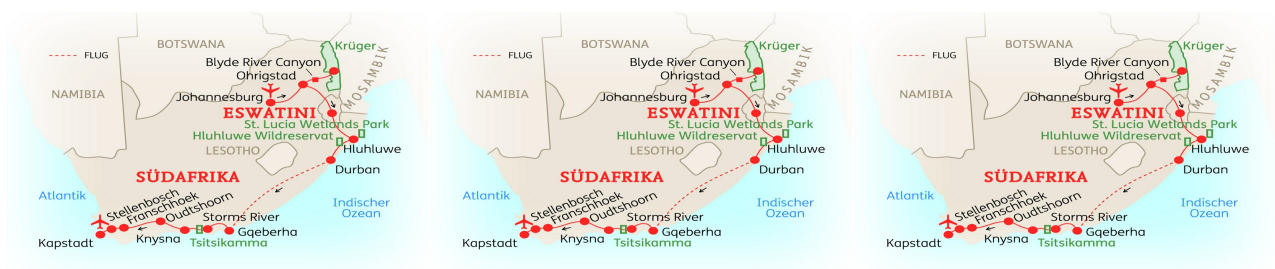 BOTSWANA
Krüger
FLUG
Blyde River Canyon
Ohrigstad
MOSAMBIK
NAMIBIA
Johannesburg
ESWATINI
St. Lucia Wetlands Park
Hluhluwe Wildreservat
LESOTHO
Hluhluwe
Durban
SÜDAFRIKA
Atlantik
Stellenbosch
Franschhoek
Oudtshoorn
Indischer
Ozean
Storms River
Gqeberha
Kapstadt
Knysna
Tsitsikamma
BOTSWANA
Krüger
FLUG
Blyde River Canyon
Ohrigstad
MOSAMBIK
NAMIBIA
Johannesburg
ESWATINI
St. Lucia Wetlands Park
Hluhluwe Wildreservat
LESOTHO
Hluhluwe
Durban
SÜDAFRIKA
Atlantik
Stellenbosch
Franschhoek
Oudtshoorn
Indischer
Ozean
Storms River
Gqeberha
Kapstadt
Knysna
Tsitsikamma
BOTSWANA
Krüger
FLUG
Blyde River Canyon
Ohrigstad
MOSAMBIK
NAMIBIA
Johannesburg
ESWATINI
St. Lucia Wetlands Park
Hluhluwe Wildreservat
LESOTHO
Hluhluwe
Durban
SÜDAFRIKA
Atlantik
Stellenbosch
Franschhoek
Oudtshoorn
Indischer
Ozean
Storms River
Gqeberha
Kapstadt
Knysna
Tsitsikamma